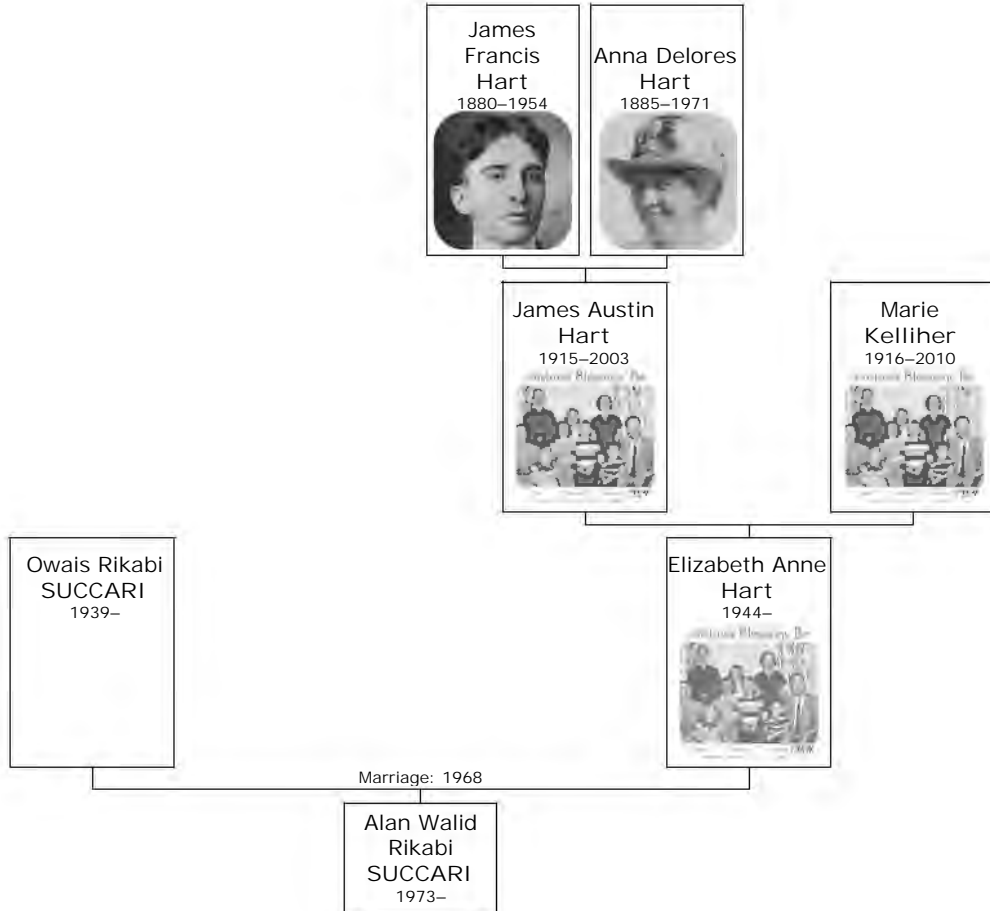 James
Francis
Hart
1880–1954
Anna Delores
Hart
1885–1971
James Austin
Hart
1915–2003
Marie
Kelliher
1916–2010
Owais Rikabi
SUCCARI
1939–
Elizabeth Anne
Hart
1944–
Marriage: 1968
Alan Walid
Rikabi
SUCCARI
1973–